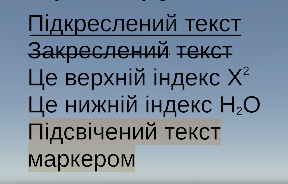 Підкреслений текст
Закреслений текст
Це верхній індекс X²
Це нижній індекс H₂O
Підсвічений текст
маркером